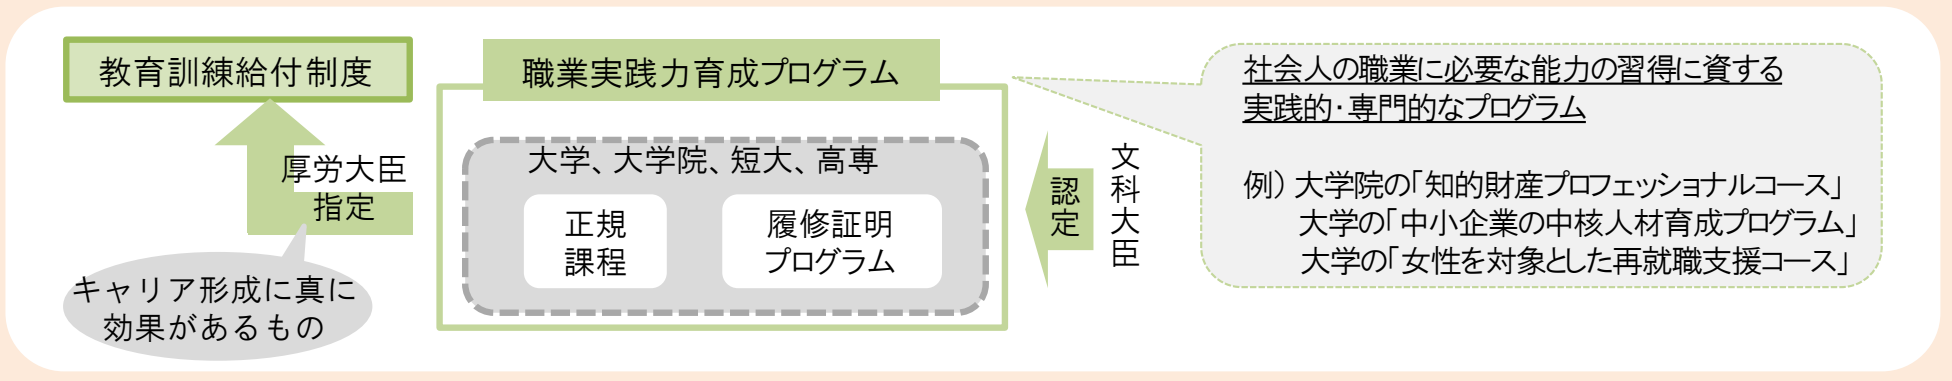 教育訓練給付制度
厚労大臣
指定
キャリア形成に真に
効果があるもの
職業実践力育成プログラム
大学、大学院、短大、高専
正規
課程
履修証明
プログラム
認定
文科大臣
社会人の職業に必要な能力の習得に資する
実践的・専門的なプログラム
例）大学院の「知的財産プロフェッショナルコース」
大学の「中小企業の中核人材育成プログラム」
大学の「女性を対象とした再就職支援コース」